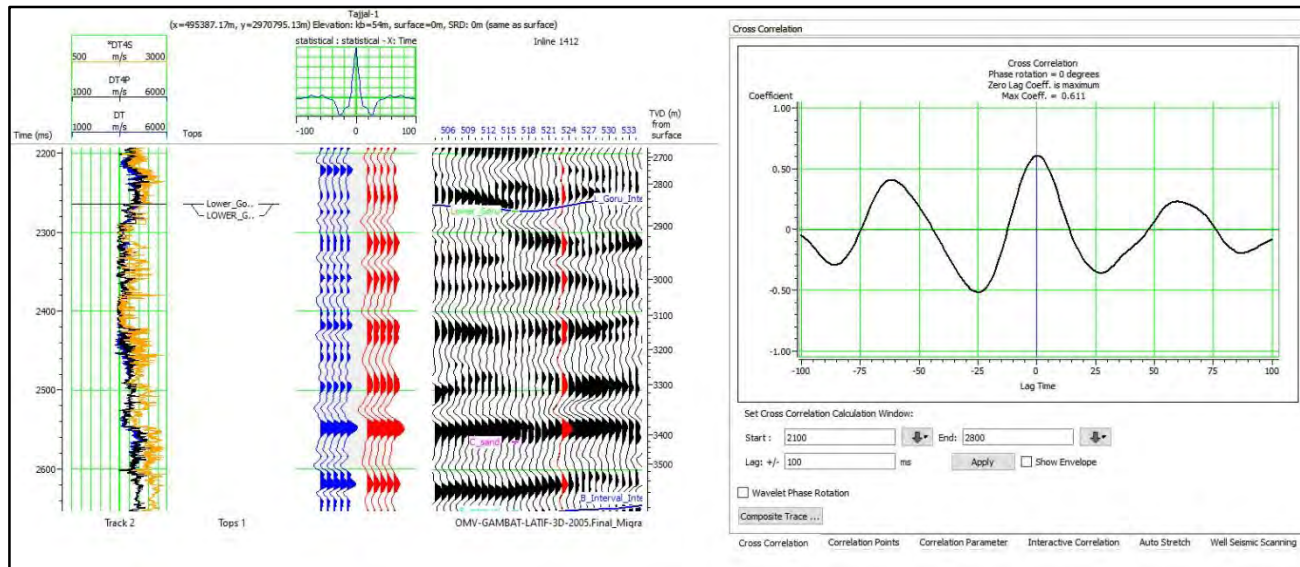 Tajjal-1
(x=495387.17m, y=2970795.13m) Elevation: kb=54m, surface=0m, SRD: 0m (same as surface)
*DT4S
500 m/s 3000
DT4P
1000 m/s 6000
DT
1000 m/s 6000
Tops
Time (ms)
statistical : statistical - X: Time
-100 0 100
Inline 1412
506 509 512 515 518 521 524 527 530 533
TVD (m)
from
surface
2200
2300
2400
2500
2600
Lower_Go..
LOWER_G..
L_Goru_Inte
Lower_Goru
C_sand
B_Interval_Inte
2700
2800
2900
3000
3100
3200
3300
3400
3500
Track 2
Tops 1
OMV-GAMBAT-LATIF-3D-2005.Final_Migra
Cross Correlation
Cross Correlation
Phase rotation = 0 degrees
Zero Lag Coeff. is maximum
Max Coeff. = 0.611
Coefficient
1.00
0.50
0
-0.50
-1.00
-100 -75 -50 -25 0 25 50 75 100
Lag Time
Set Cross Correlation Calculation Window:
Start : 2100 End: 2800
Lag: +/- 100 ms Apply Show Envelope
Wavelet Phase Rotation
Composite Trace ...
Cross Correlation Correlation Points Correlation Parameter Interactive Correlation Auto Stretch Well Seismic Scanning